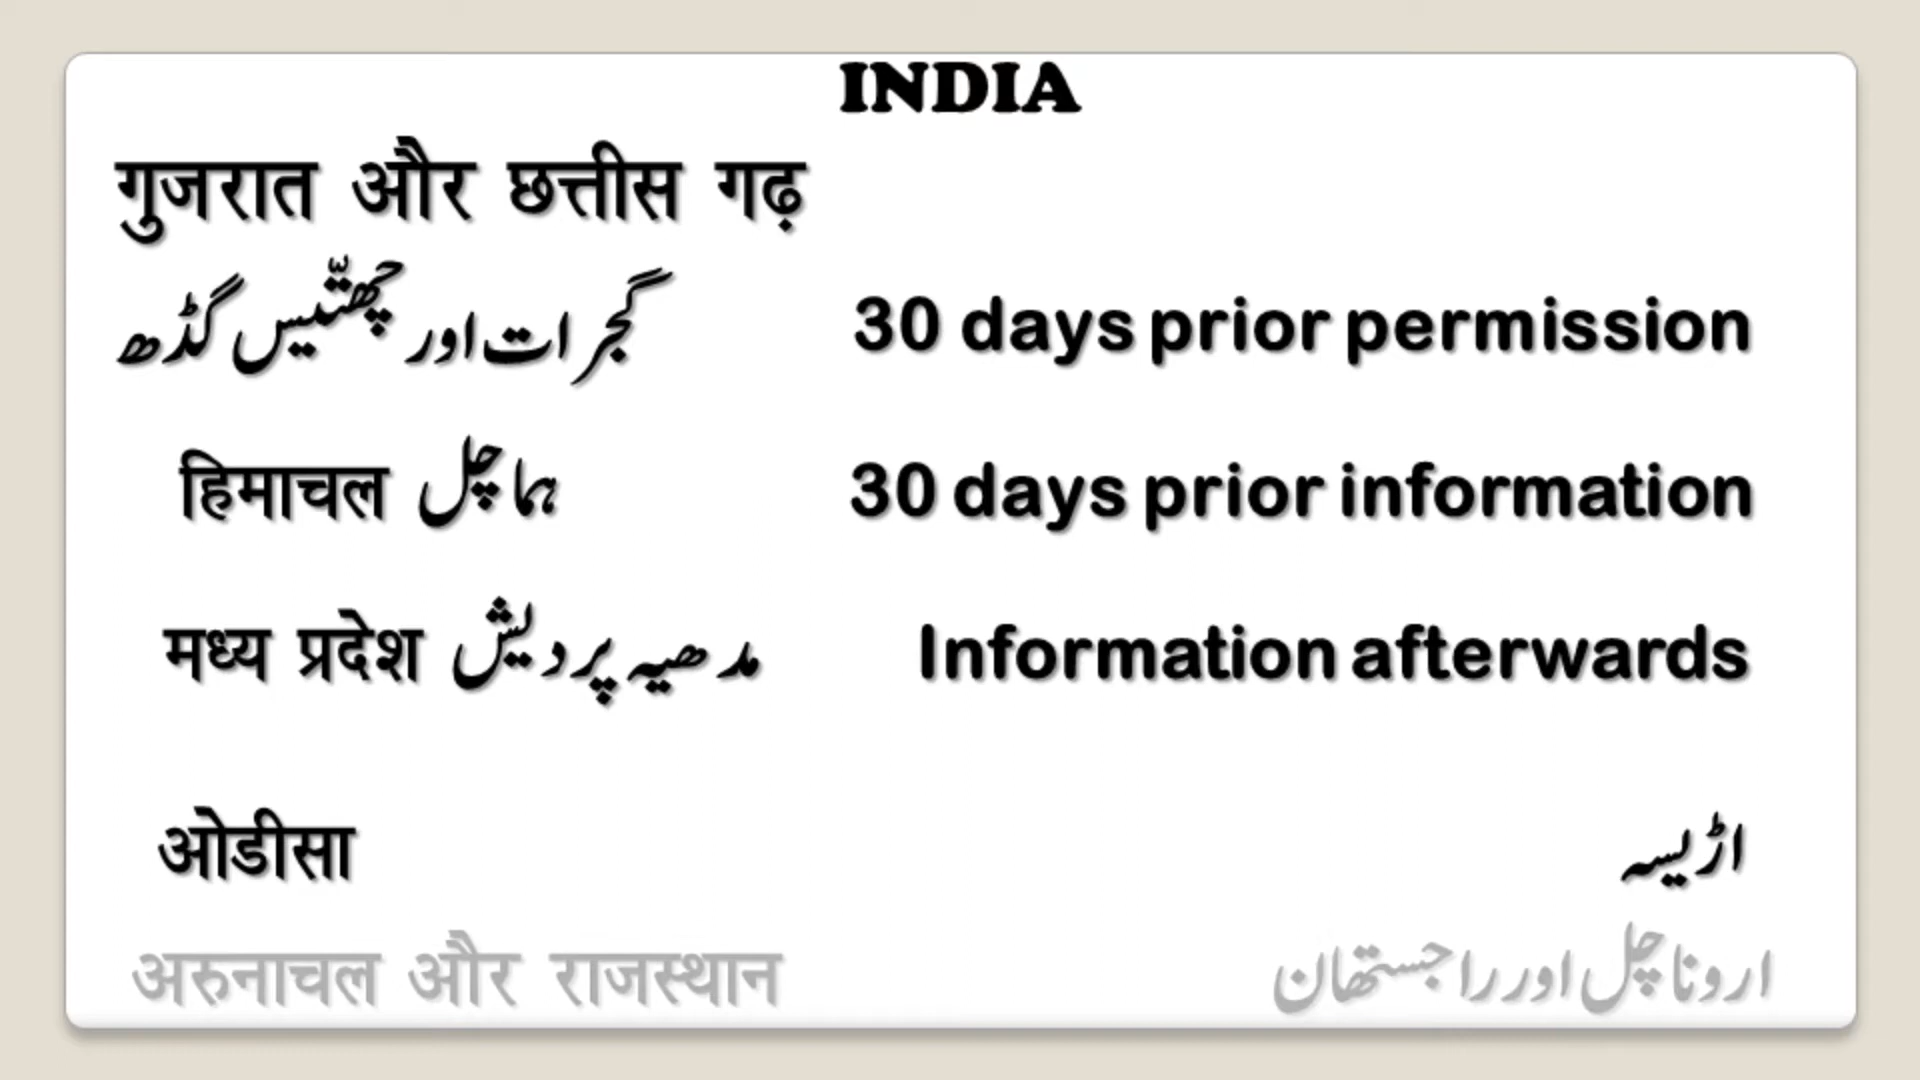 INDIA
गुजरात और छत्तीस गढ़
گجرات اور چھتّیس گڈھ 30 days prior permission
हिमाचल ہماچل 30 days prior information
मध्य प्रदेश مدھیہ پردیش Information afterwards
ओडीसा اڑیسہ
अरुनाचल और राजस्थान اروناچل اور راجستھان